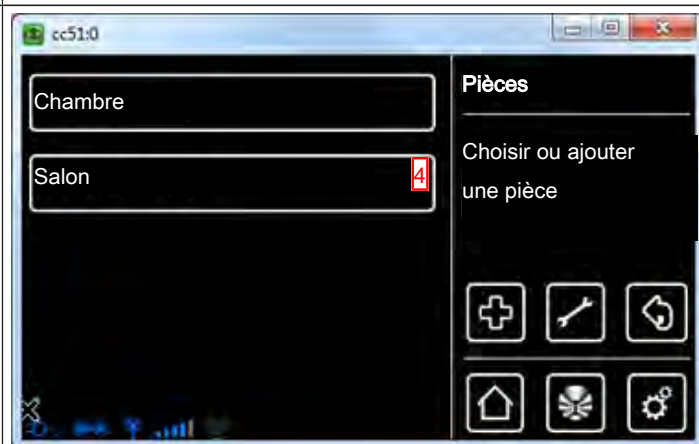 cc51:0
Chambre
Salon 4
Pièces
Choisir ou ajouter
une pièce